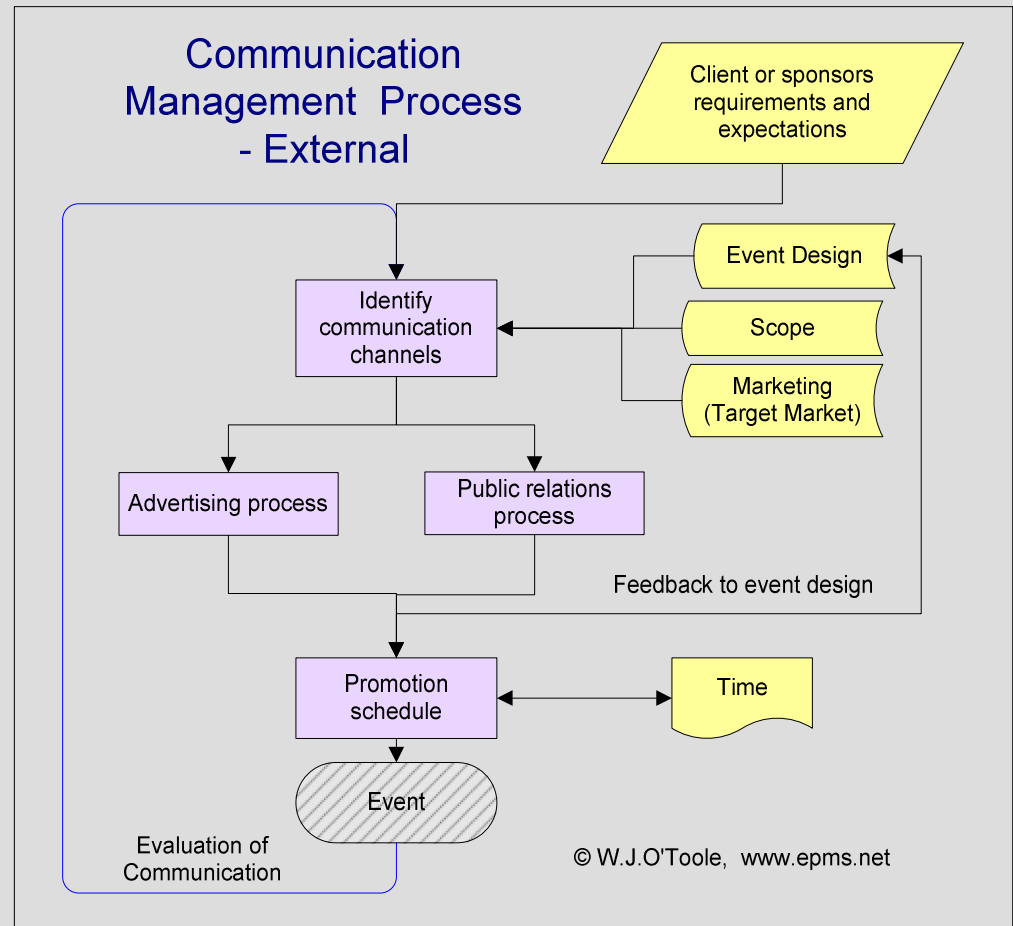 Communication
Management Process
- External
Client or sponsors
requirements and
expectations
Event Design
Identify
communication
channels
Scope
Marketing
(Target Market)
Advertising process
Public relations
process
Feedback to event design
Promotion
schedule
Time
Event
Evaluation of
Communication
© W.J.O'Toole, www.epms.net